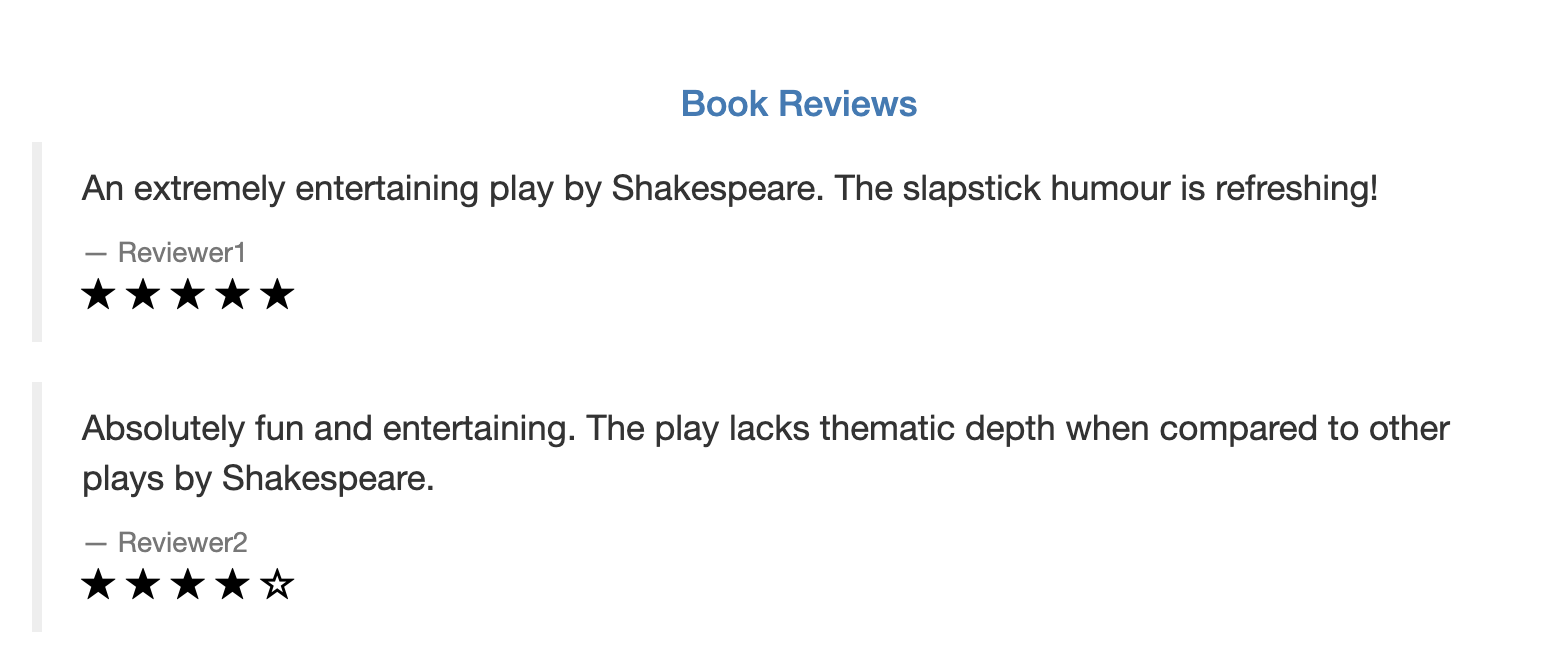 Book Reviews
An extremely entertaining play by Shakespeare. The slapstick humour is refreshing!
— Reviewer1
★★★★★
Absolutely fun and entertaining. The play lacks thematic depth when compared to other
plays by Shakespeare.
— Reviewer2
★★★★☆